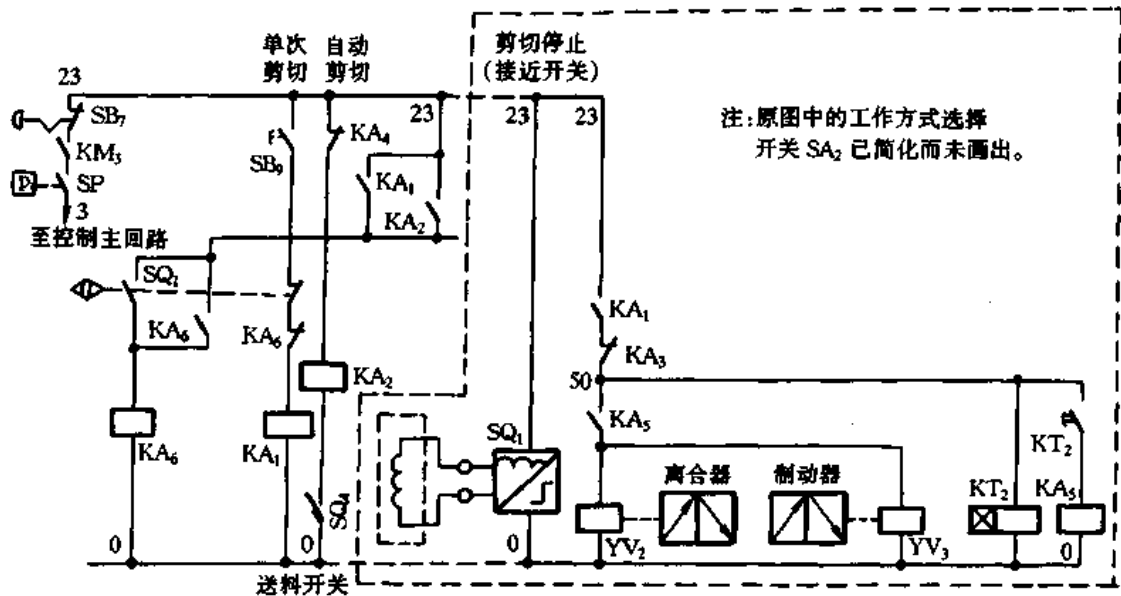 单次 自动
剪切 剪切
剪切停止
(接近开关)
23
SB₇
KM₃
SP
P
3
至控制主回路
SB₉
KA₄
23
23
23
注:原图中的工作方式选择
开关 SA₂ 已简化而未画出。
KA₁
KA₂
SQ₂
KA₆
KA₆
KA₂
KA₆
KA₁
SQ₄
0
0
送料开关
SQ₁
0
KA₁
KA₃
50
KA₅
离合器
制动器
YV₂
YV₃
KT₂
KT₂
KA₅
0